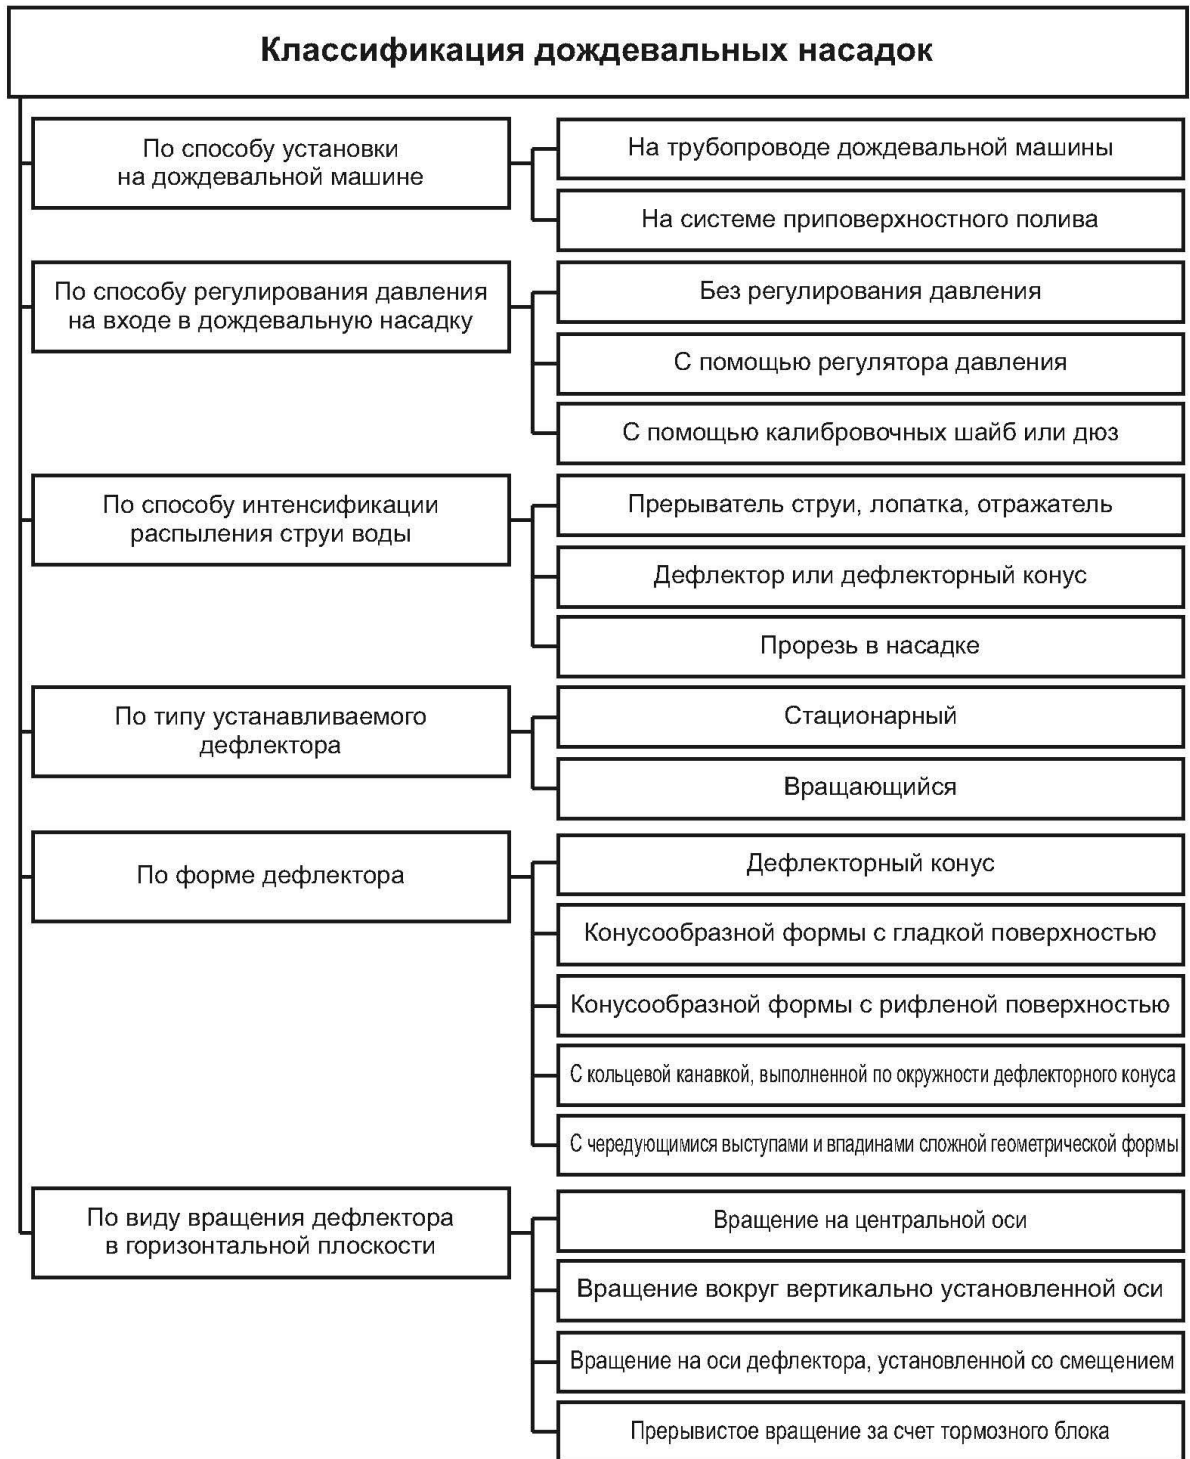 Классификация дождевальных насадок
По способу установки
на дождевальной машине
На трубопроводе дождевальной машины
На системе приповерхностного полива
По способу регулирования давления
на входе в дождевальную насадку
Без регулирования давления
С помощью регулятора давления
С помощью калибровочных шайб или дюз
По способу интенсификации
распыления струи воды
Прерыватель струи, лопатка, отражатель
Дефлектор или дефлекторный конус
Прорезь в насадке
По типу устанавливаемого
дефлектора
Стационарный
Вращающийся
По форме дефлектора
Дефлекторный конус
Конусообразной формы с гладкой поверхностью
Конусообразной формы с рифленой поверхностью
С кольцевой канавкой, выполненной по окружности дефлекторного конуса
С чередующимися выступами и впадинами сложной геометрической формы
По виду вращения дефлектора
в горизонтальной плоскости
Вращение на центральной оси
Вращение вокруг вертикально установленной оси
Вращение на оси дефлектора, установленной со смещением
Прерывистое вращение за счет тормозного блока